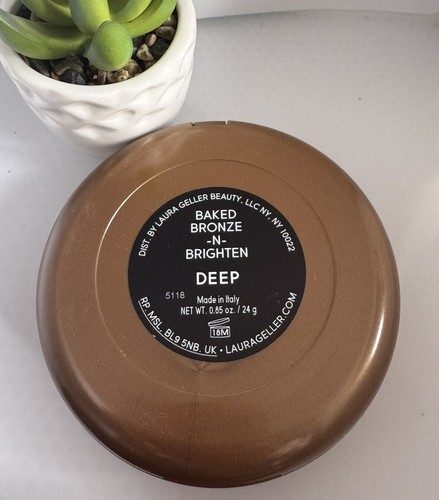 DIST. BY LAURA GELLER BEAUTY, LLC NY, NY 10022
BAKED
BRONZE
-N-
BRIGHTEN
DEEP
5118
Made in Italy
NET WT. 0.85 oz. / 24 g
18M
RP. MSL, BL9 5NB. UK • LAURAGELLER.COM